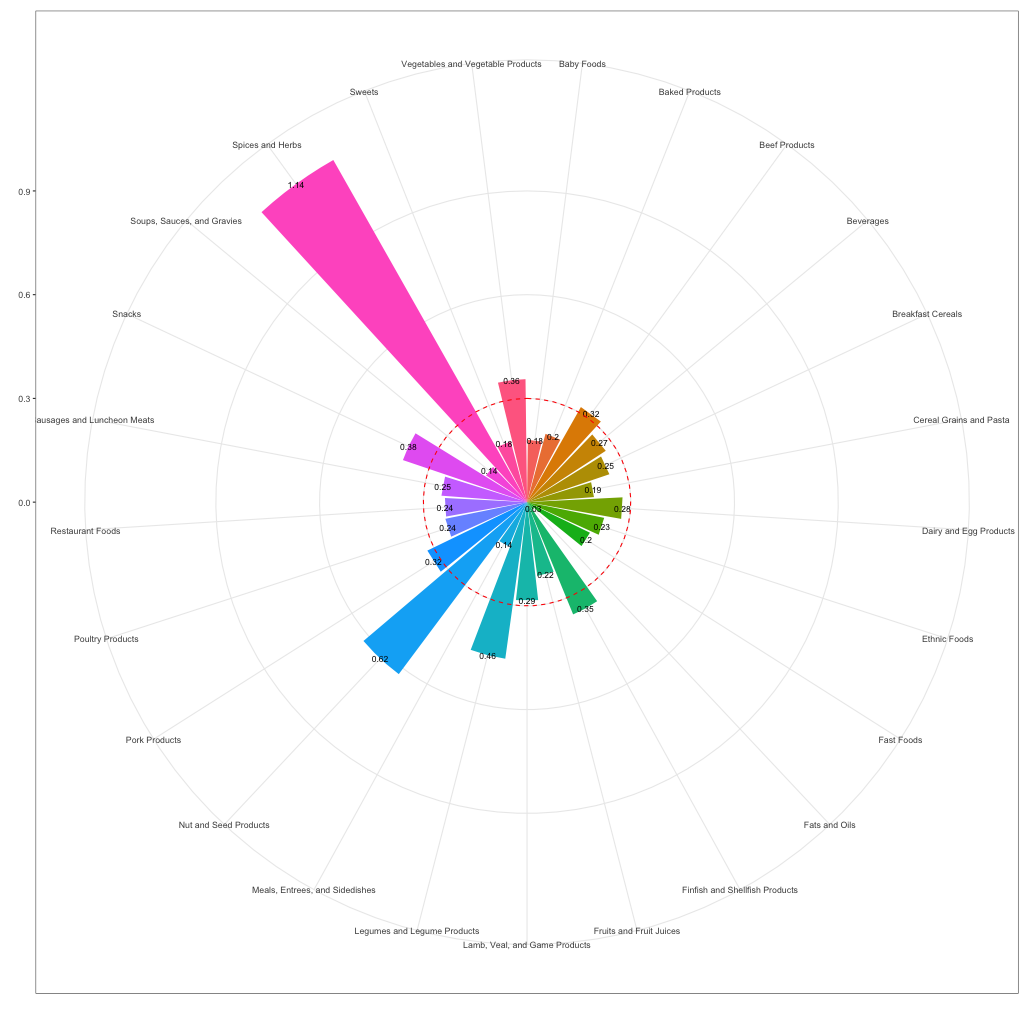 Vegetables and Vegetable Products
Baby Foods
Sweets
Baked Products
Spices and Herbs
Beef Products
1.14
0.9
Soups, Sauces, and Gravies
Beverages
0.6
Snacks
Breakfast Cereals
0.36
0.3
ausages and Luncheon Meats
0.32
Cereal Grains and Pasta
0.38
0.18
0.18
0.2
0.27
0.14
0.25
0.25
0.19
0.0
0.24
0.03
0.28
Restaurant Foods
0.24
0.23
Dairy and Egg Products
0.14
0.2
0.32
0.22
0.29
0.35
Poultry Products
Ethnic Foods
0.62
0.46
Pork Products
Fast Foods
Nut and Seed Products
Fats and Oils
Meals, Entrees, and Sidedishes
Finfish and Shellfish Products
Legumes and Legume Products
Fruits and Fruit Juices
Lamb, Veal, and Game Products